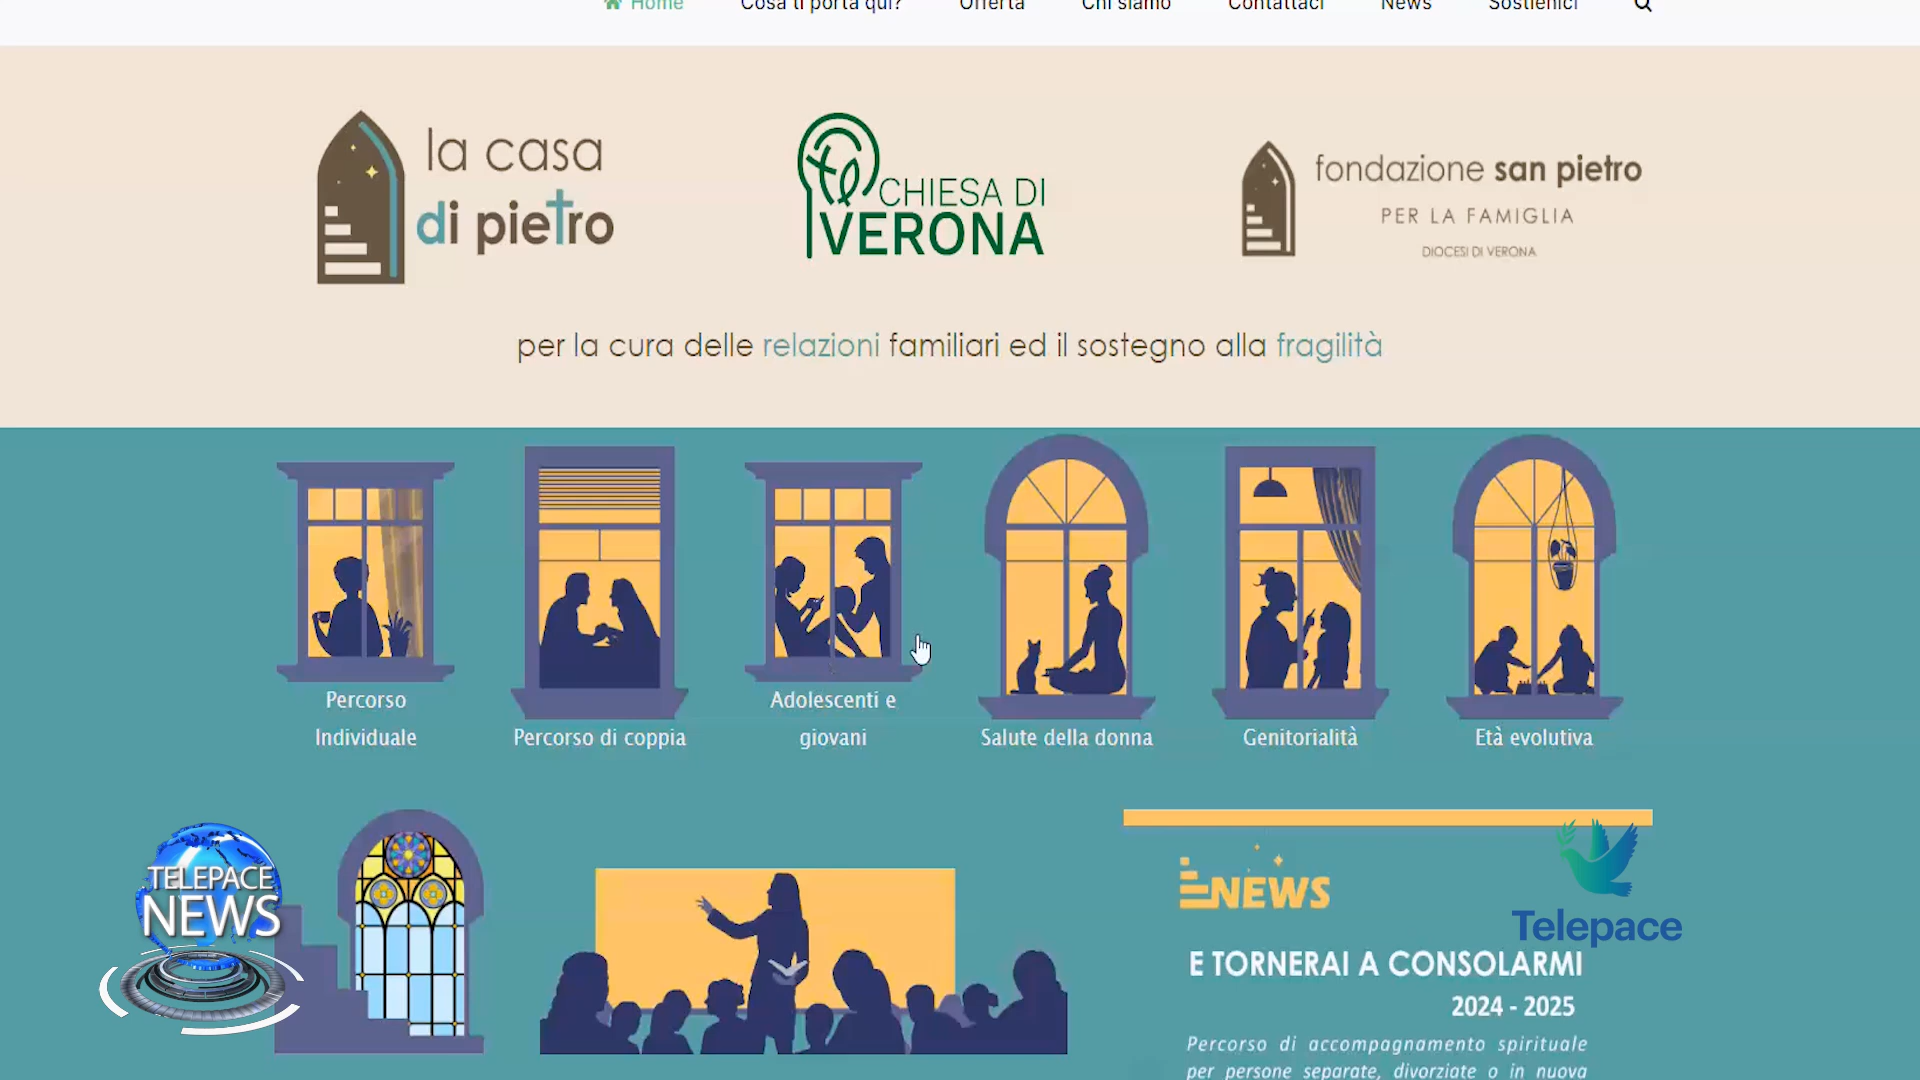 Home Cosa ti porta qui? Offerta Chi siamo Contattaci News Sostienici
la casa
di pietro
CHIESA DI
VERONA
fondazione san pietro
PER LA FAMIGLIA
DIOCESI DI VERONA
per la cura delle relazioni familiari ed il sostegno alla fragilità
Percorso
Individuale
Percorso di coppia
Adolescenti e
giovani
Salute della donna
Genitorialità
Età evolutiva
TELEPACE
NEWS
NEWS
Telepace
E TORNERAI A CONSOLARMI
2024 - 2025
Percorso di accompagnamento spirituale
per persone separate, divorziate o in nuova